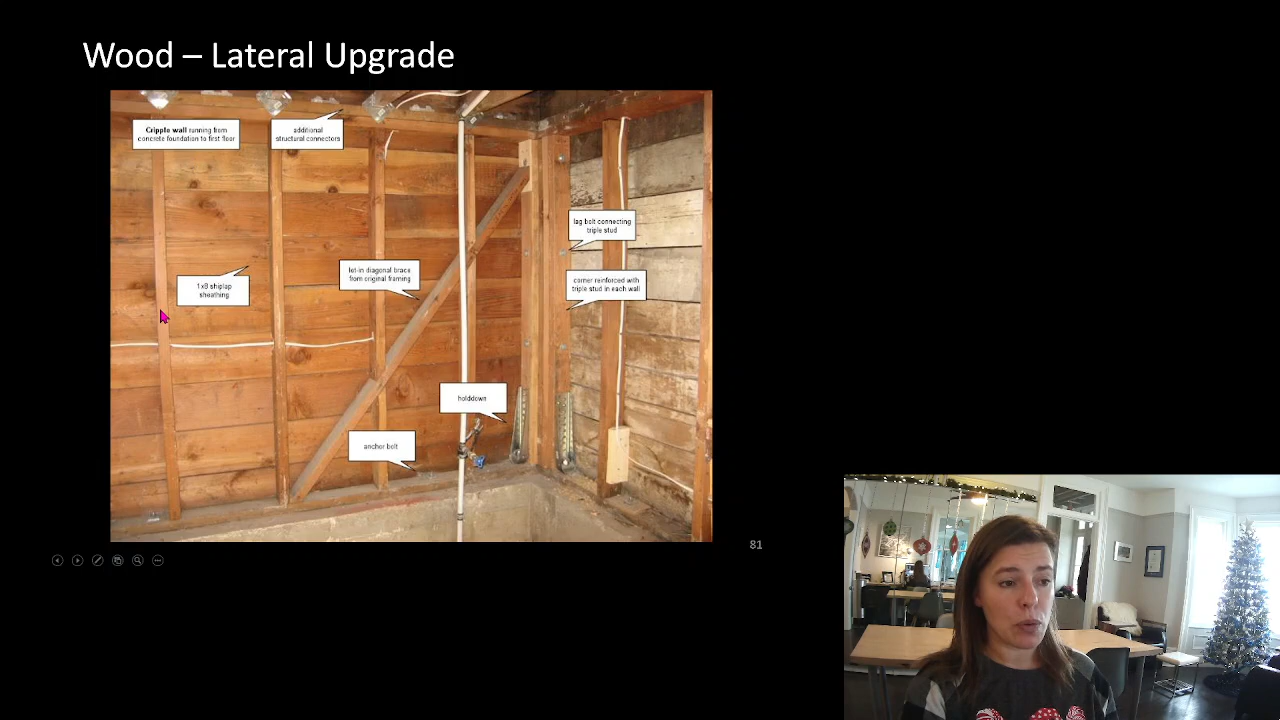 Wood – Lateral Upgrade
Cripple wall running from
concrete foundation to first floor
additional
structural connectors
lag bolt connecting
triple stud
let-in diagonal brace
from original framing
corner reinforced with
triple stud in each wall
1x8 shiplap
sheathing
holddown
anchor bolt
81